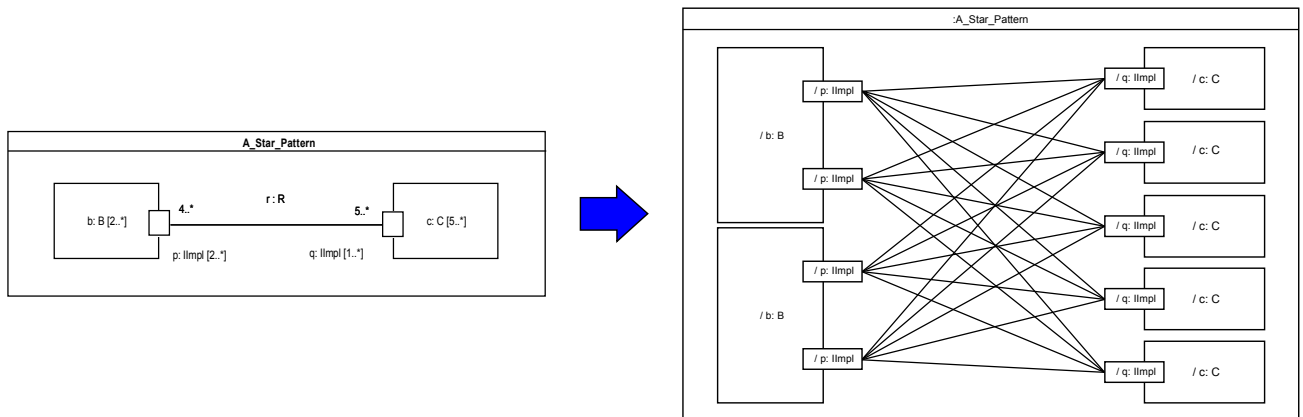 A_Star_Pattern
r : R
4..*
5..*
b: B [2..*]
c: C [5..*]
p: IImpl [2..*]
q: IImpl [1..*]
:A_Star_Pattern
/ p: IImpl
/ b: B
/ p: IImpl
/ p: IImpl
/ b: B
/ p: IImpl
/ q: IImpl
/ c: C
/ q: IImpl
/ c: C
/ q: IImpl
/ c: C
/ q: IImpl
/ c: C
/ q: IImpl
/ c: C